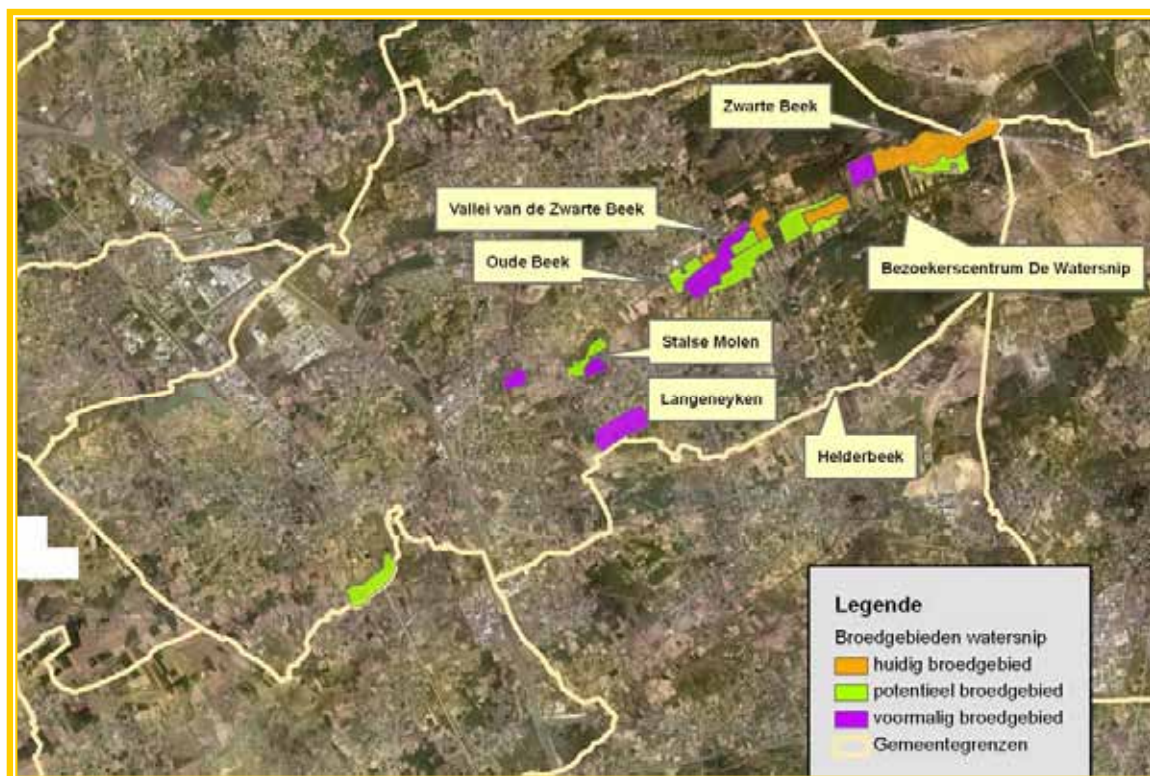 Zwarte Beek
Vallei van de Zwarte Beek
Oude Beek
Bezoekerscentrum De Watersnip
Stalse Molen
Langeneyken
Helderbeek
Legende
Broedgebieden watersnip
huidig broedgebied
potentieel broedgebied
voormalig broedgebied
Gemeentegrenzen